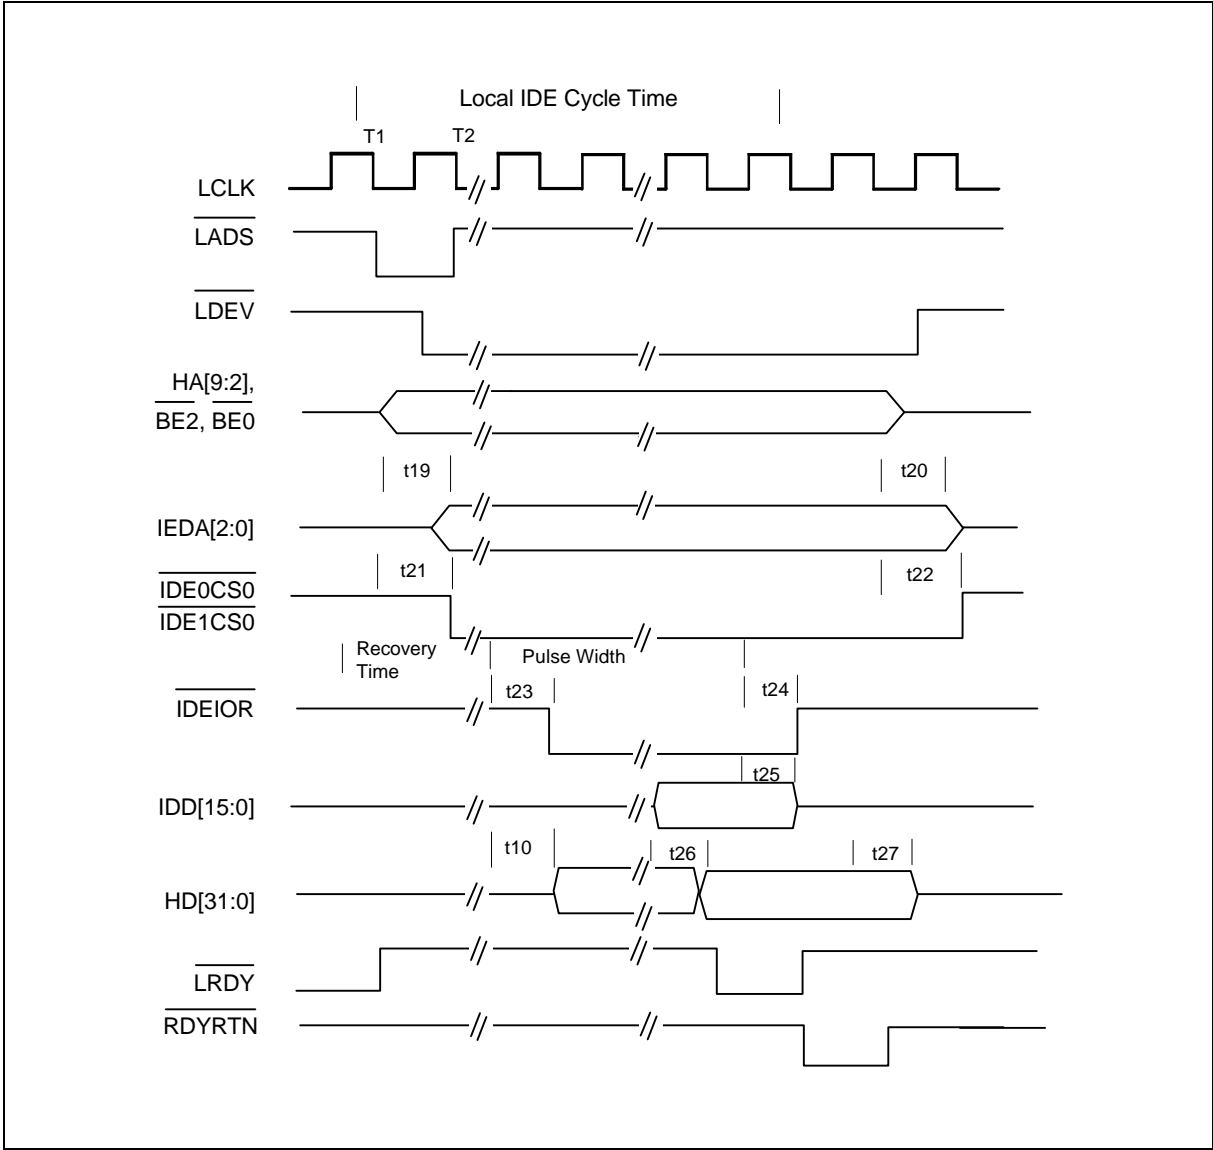 Local IDE Cycle Time
T1 T2
LCLK
LADS
LDEV
HA[9:2],
BE2, BE0
t19 t20
IEDA[2:0]
t21 t22
IDE0CS0
IDE1CS0
Recovery
Time
Pulse Width
t23 t24
IDEIOR
t25
IDD[15:0]
t10 t26 t27
HD[31:0]
LRDY
RDYRTN